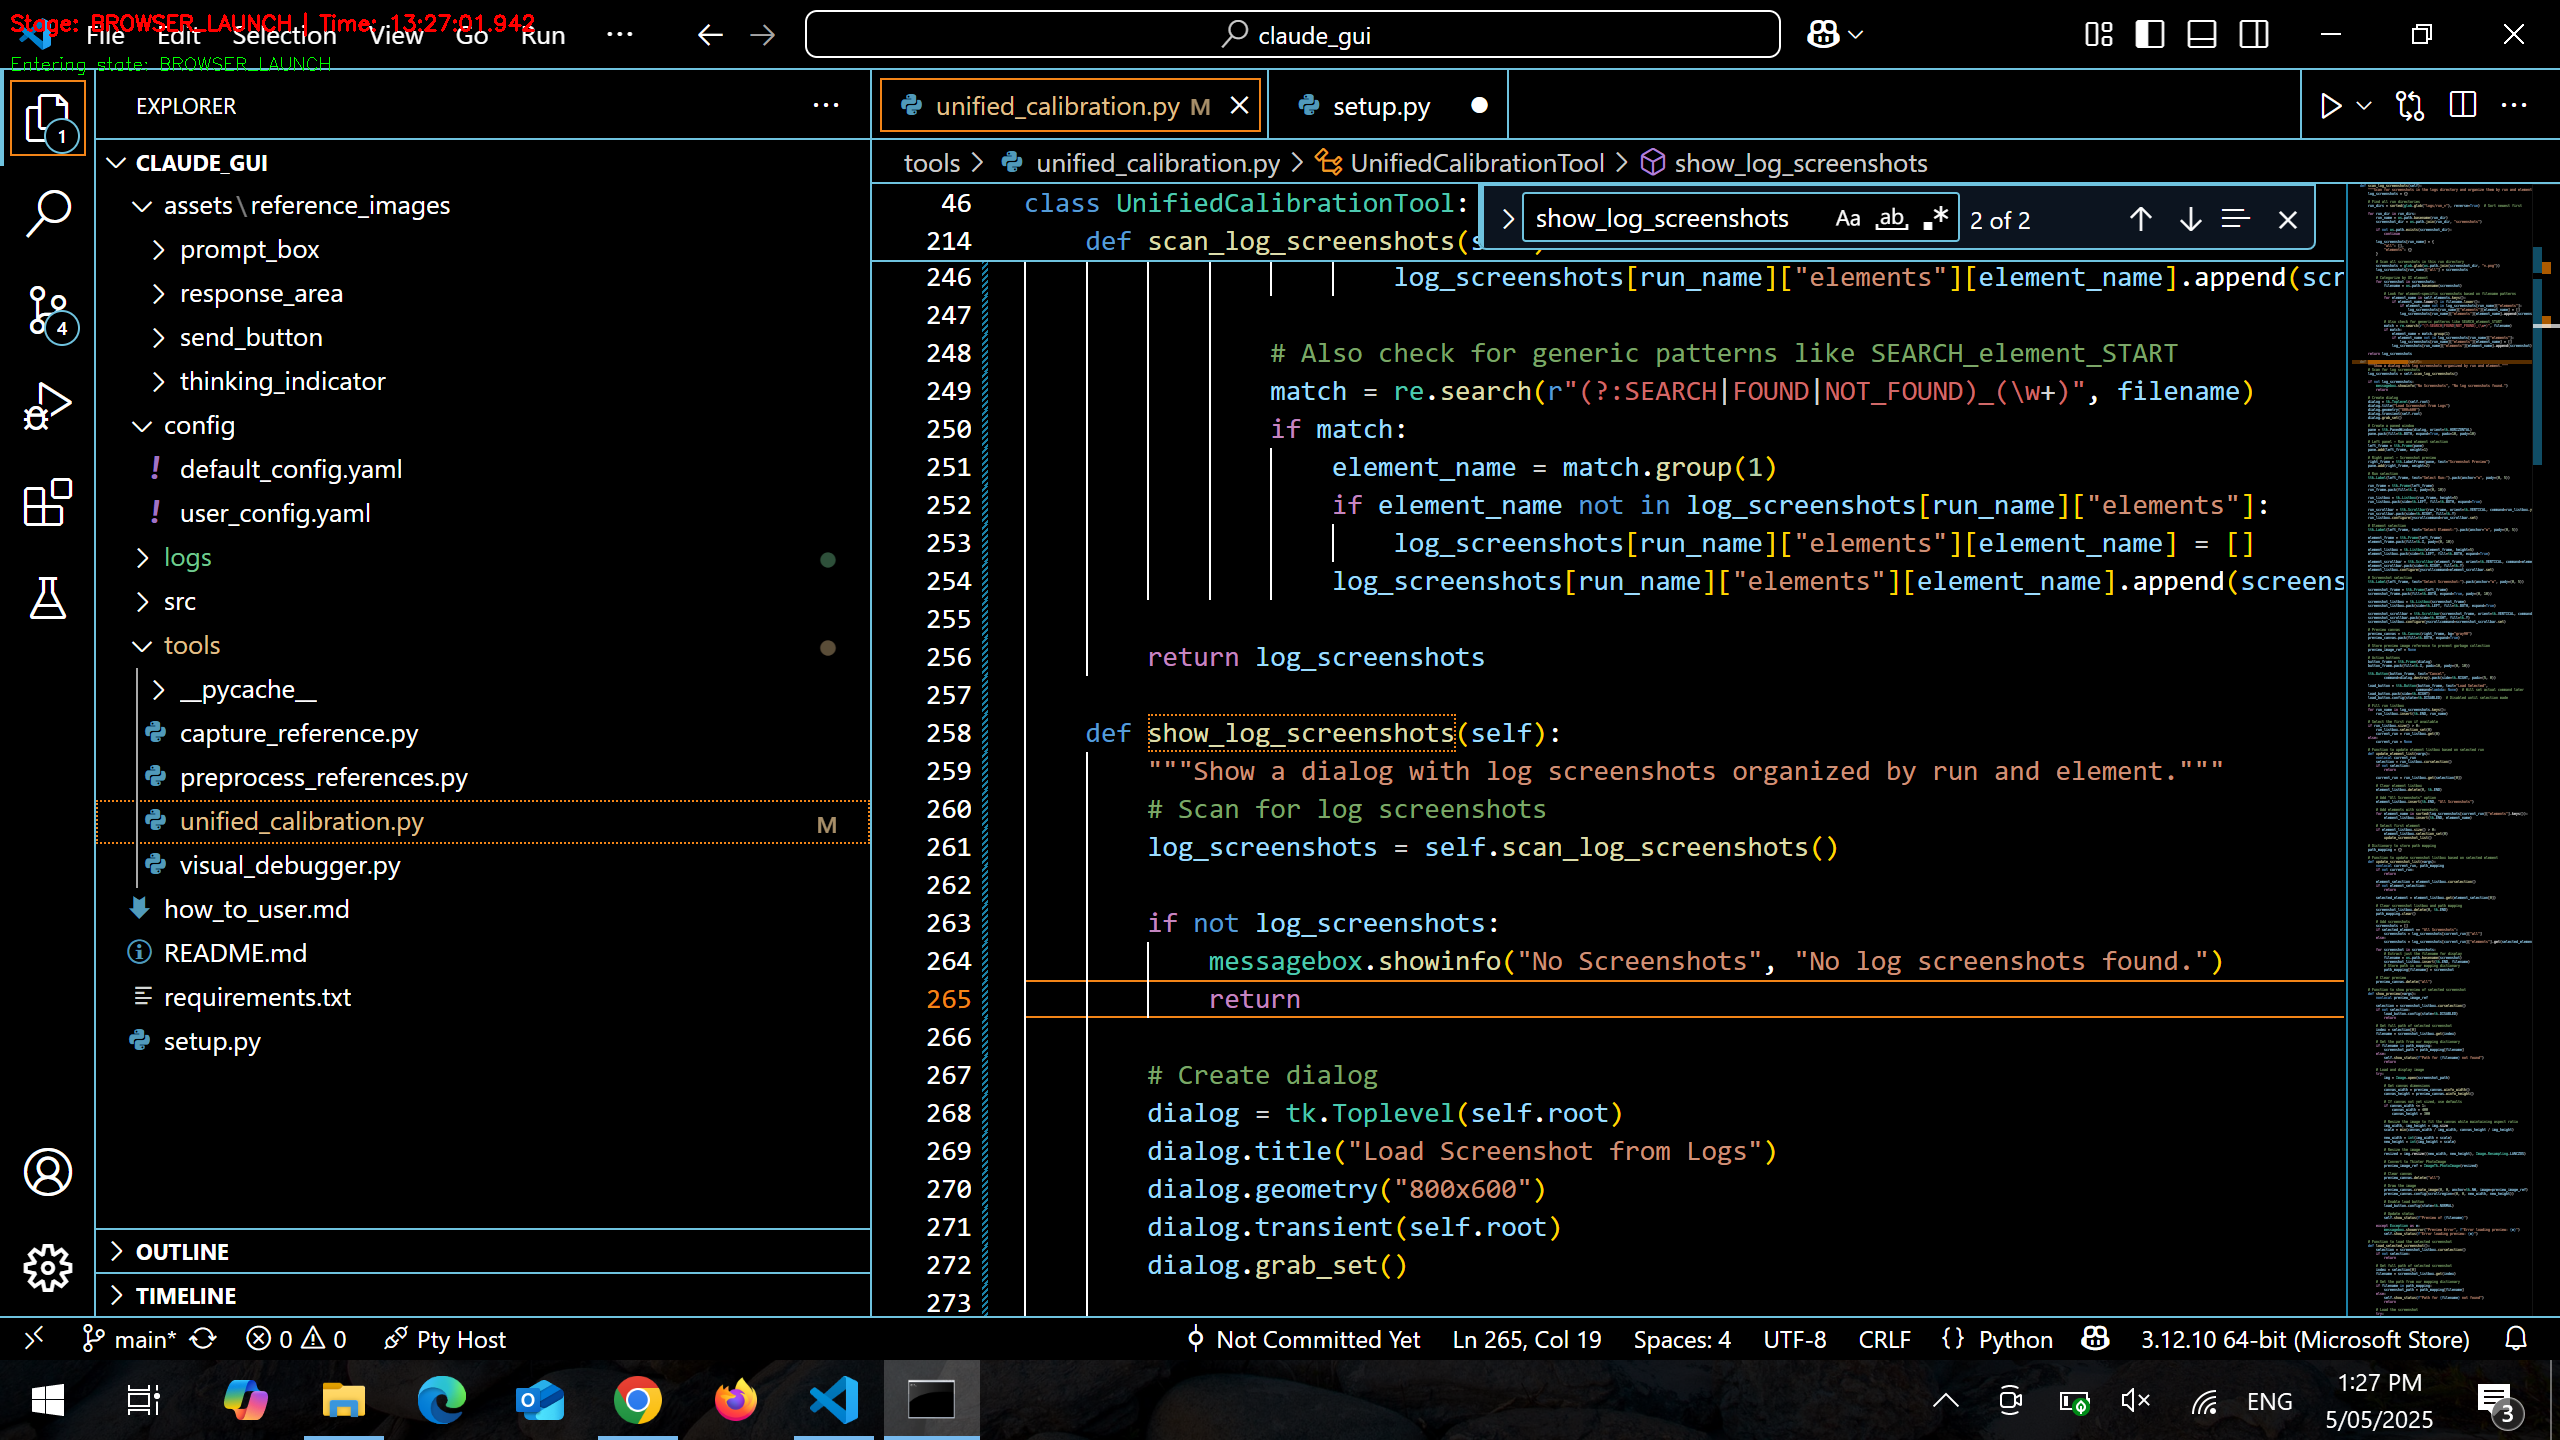 Stage: BROWSER_LAUNCH | Time: 13:27:01.942
File Edit Selection View Go Run ···
claude_gui
Entering state: BROWSER_LAUNCH
EXPLORER
unified_calibration.py M
setup.py
1
CLAUDE_GUI
tools > unified_calibration.py > UnifiedCalibrationTool > show_log_screenshots
assets\reference_images
prompt_box
response_area
send_button
thinking_indicator
config
! default_config.yaml
! user_config.yaml
logs
src
tools
__pycache__
capture_reference.py
preprocess_references.py
unified_calibration.py M
visual_debugger.py
how_to_user.md
README.md
requirements.txt
setup.py
4
OUTLINE
TIMELINE
show_log_screenshots Aa ab .* 2 of 2
46 class UnifiedCalibrationTool:
214 def scan_log_screenshots(s
246 log_screenshots[run_name]["elements"][element_name].append(scr
247
248 # Also check for generic patterns like SEARCH_element_START
249 match = re.search(r"(?:SEARCH|FOUND|NOT_FOUND)_(\w+)", filename)
250 if match:
251 element_name = match.group(1)
252 if element_name not in log_screenshots[run_name]["elements"]:
253 log_screenshots[run_name]["elements"][element_name] = []
254 log_screenshots[run_name]["elements"][element_name].append(screens
255
256 return log_screenshots
257
258 def show_log_screenshots(self):
259 """Show a dialog with log screenshots organized by run and element."""
260 # Scan for log screenshots
261 log_screenshots = self.scan_log_screenshots()
262
263 if not log_screenshots:
264 messagebox.showinfo("No Screenshots", "No log screenshots found.")
265 return
266
267 # Create dialog
268 dialog = tk.Toplevel(self.root)
269 dialog.title("Load Screenshot from Logs")
270 dialog.geometry("800x600")
271 dialog.transient(self.root)
272 dialog.grab_set()
273
main* 0 0 Pty Host Not Committed Yet Ln 265, Col 19 Spaces: 4 UTF-8 CRLF {} Python 3.12.10 64-bit (Microsoft Store)
ENG
1:27 PM
5/05/2025
3